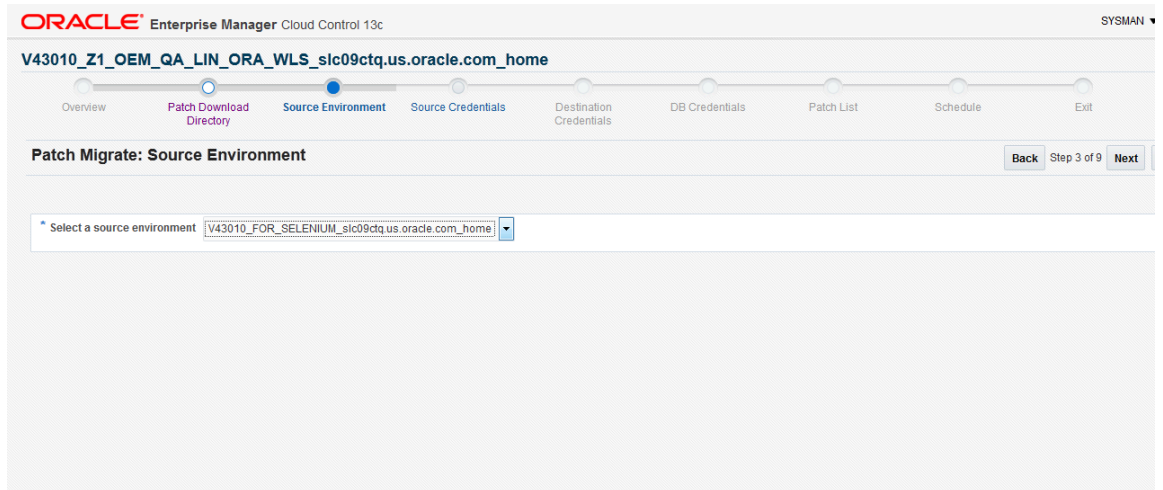 ORACLE® Enterprise Manager Cloud Control 13c
SYSMAN
V43010_Z1_OEM_QA_LIN_ORA_WLS_slc09ctq.us.oracle.com_home
Overview
Patch Download
Directory
Source Environment
Source Credentials
Destination
Credentials
DB Credentials
Patch List
Schedule
Exit
Patch Migrate: Source Environment
Back Step 3 of 9 Next
* Select a source environment V43010_FOR_SELENIUM_slc09ctq.us.oracle.com_home